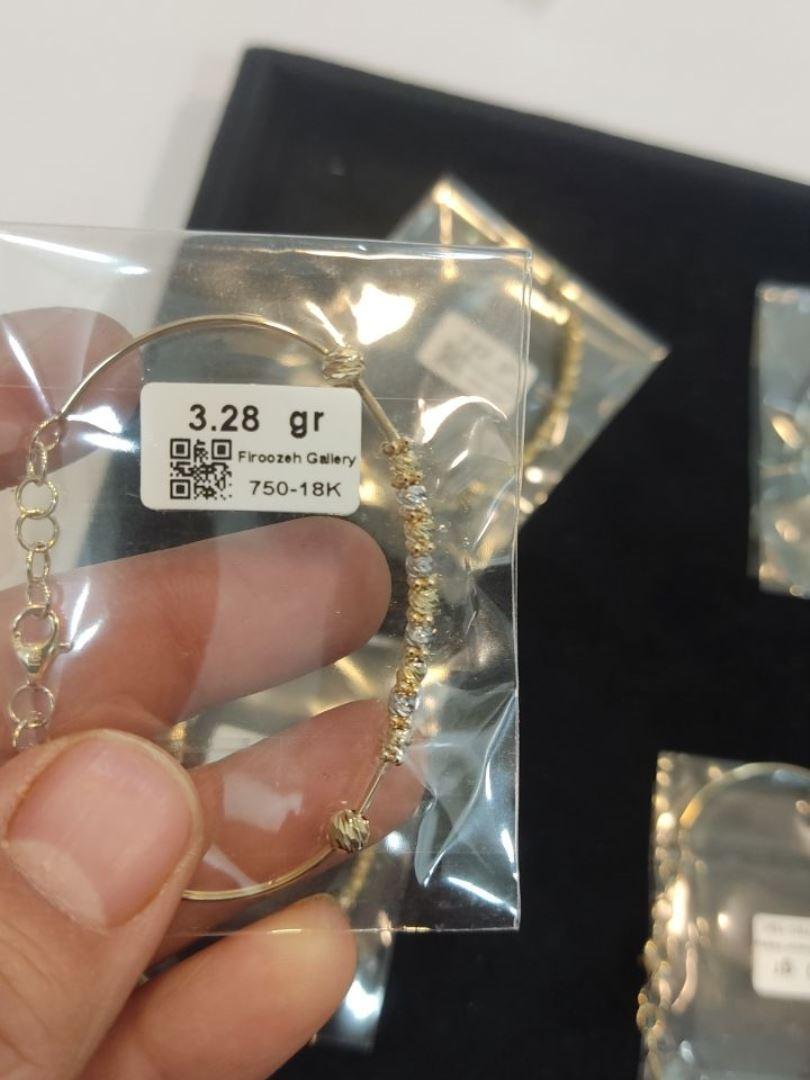 3.28 gr
Firoozeh Gallery
750-18K